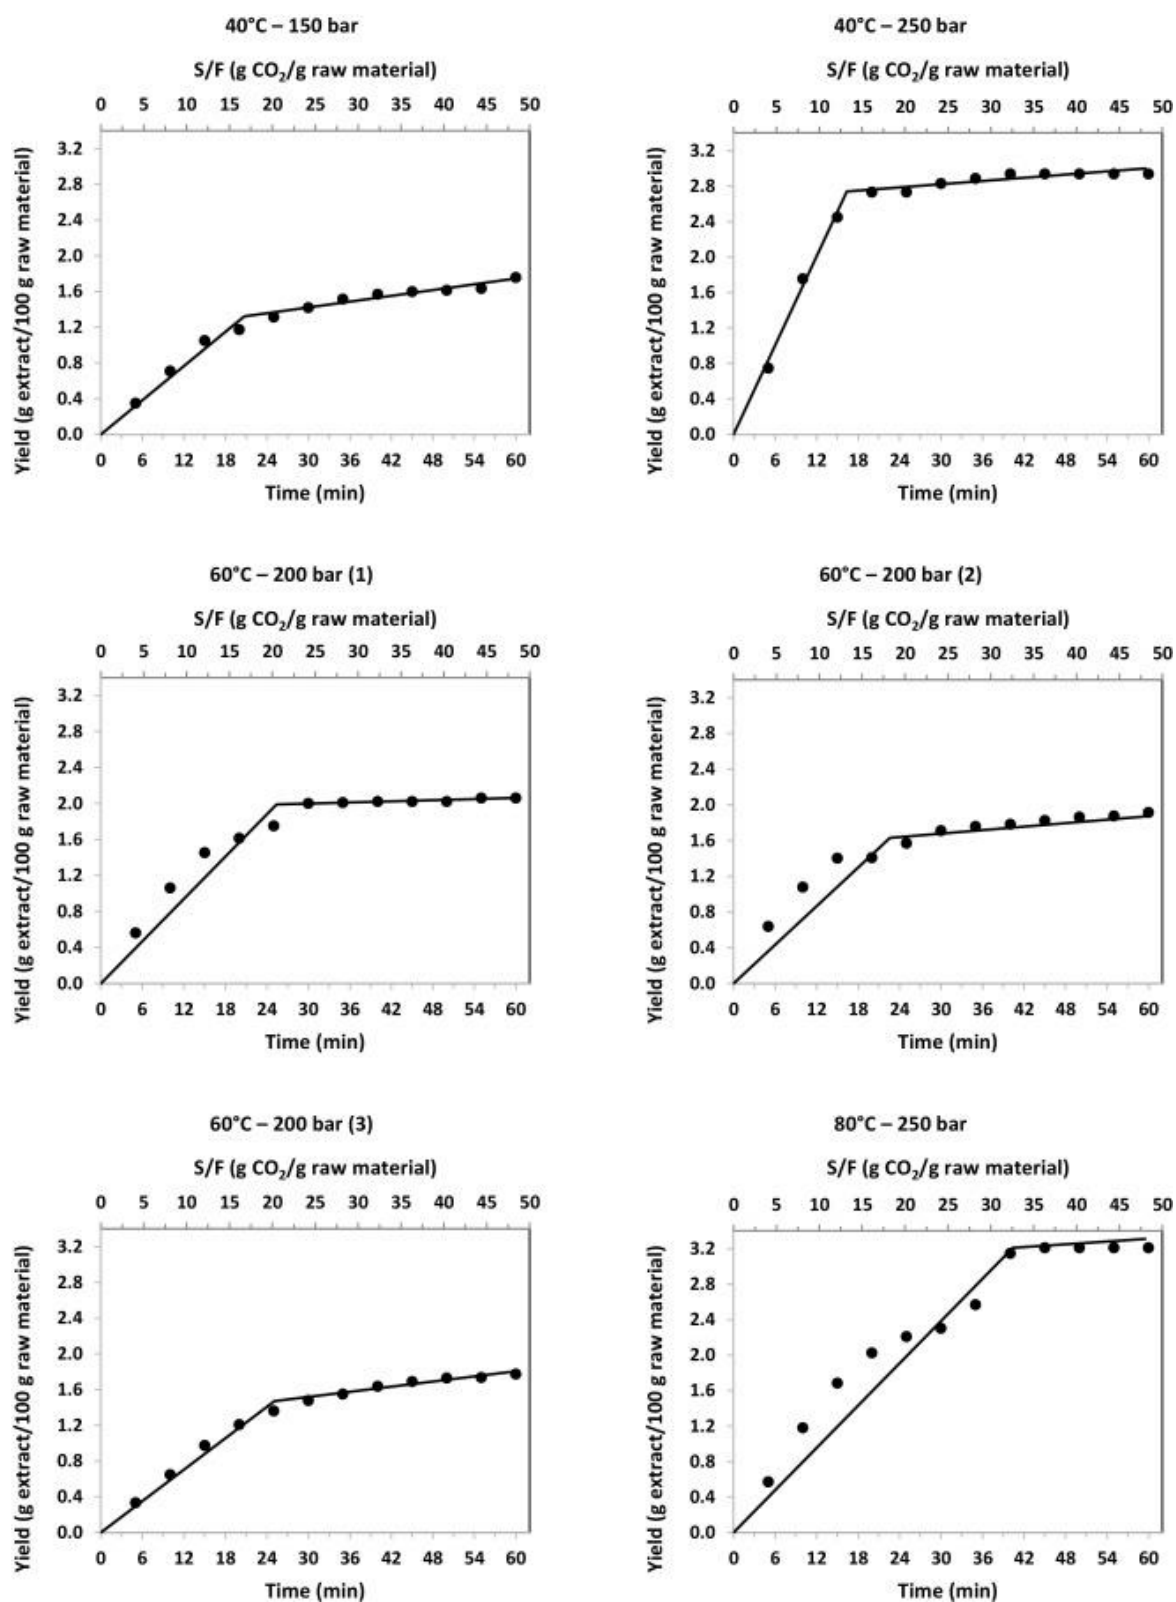 40°C – 150 bar
S/F (g CO₂/g raw material)
0 5 10 15 20 25 30 35 40 45 50
Yield (g extract/100 g raw material)
3.2
2.8
2.4
2.0
1.6
1.2
0.8
0.4
0.0
0 6 12 18 24 30 36 42 48 54 60
Time (min)
40°C – 250 bar
S/F (g CO₂/g raw material)
0 5 10 15 20 25 30 35 40 45 50
Yield (g extract/100 g raw material)
3.2
2.8
2.4
2.0
1.6
1.2
0.8
0.4
0.0
0 6 12 18 24 30 36 42 48 54 60
Time (min)
60°C – 200 bar (1)
S/F (g CO₂/g raw material)
0 5 10 15 20 25 30 35 40 45 50
Yield (g extract/100 g raw material)
3.2
2.8
2.4
2.0
1.6
1.2
0.8
0.4
0.0
0 6 12 18 24 30 36 42 48 54 60
Time (min)
60°C – 200 bar (2)
S/F (g CO₂/g raw material)
0 5 10 15 20 25 30 35 40 45 50
Yield (g extract/100 g raw material)
3.2
2.8
2.4
2.0
1.6
1.2
0.8
0.4
0.0
0 6 12 18 24 30 36 42 48 54 60
Time (min)
60°C – 200 bar (3)
S/F (g CO₂/g raw material)
0 5 10 15 20 25 30 35 40 45 50
Yield (g extract/100 g raw material)
3.2
2.8
2.4
2.0
1.6
1.2
0.8
0.4
0.0
0 6 12 18 24 30 36 42 48 54 60
Time (min)
80°C – 250 bar
S/F (g CO₂/g raw material)
0 5 10 15 20 25 30 35 40 45 50
Yield (g extract/100 g raw material)
3.2
2.8
2.4
2.0
1.6
1.2
0.8
0.4
0.0
0 6 12 18 24 30 36 42 48 54 60
Time (min)